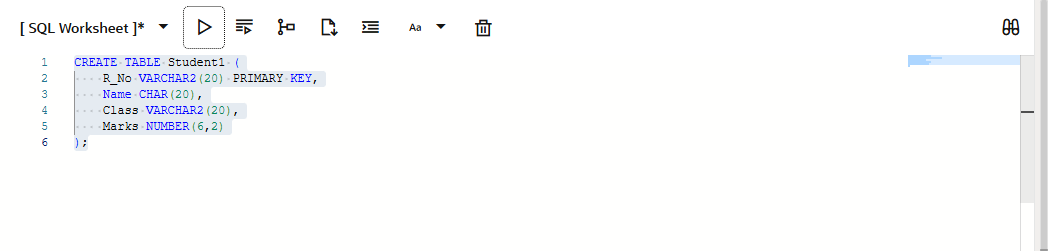 [ SQL Worksheet ]* Aa
1 CREATE TABLE Student1 (
2 R_No VARCHAR2(20) PRIMARY KEY,
3 Name CHAR(20),
4 Class VARCHAR2(20),
5 Marks NUMBER(6,2)
6 );